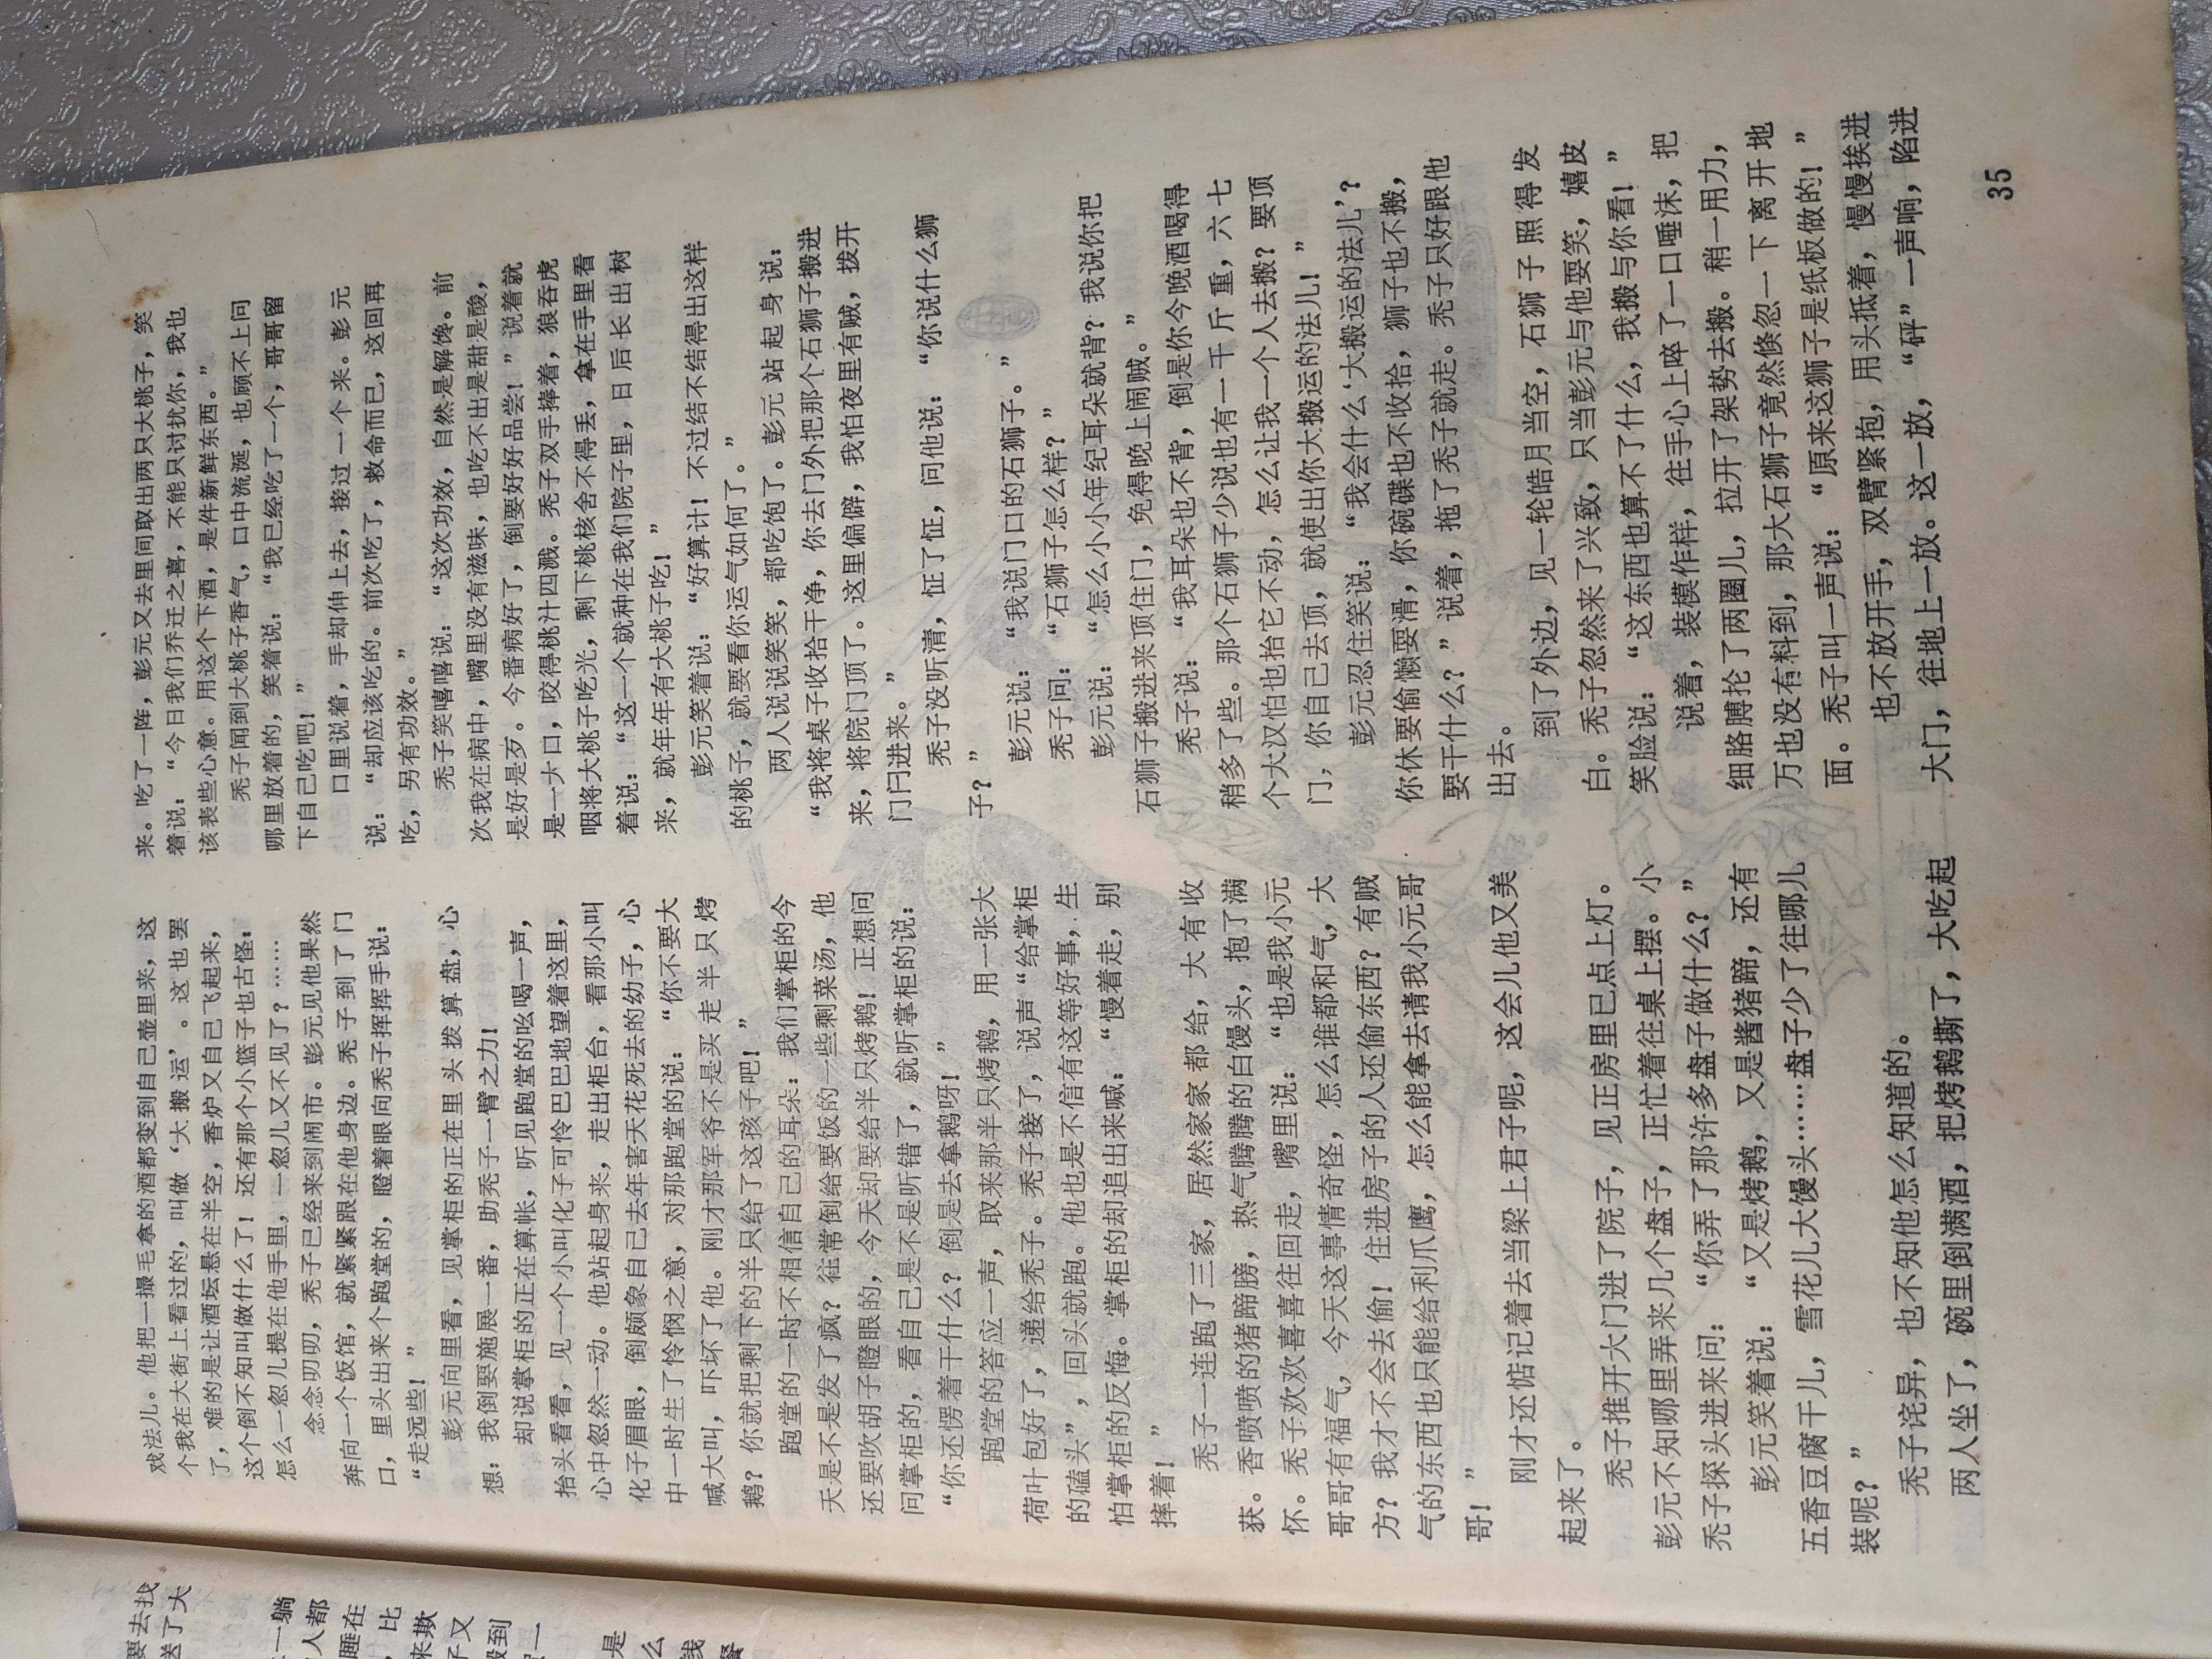 要去找
送了大
一躺
人都
睡在
，比
来欺
子又
般到
一
是
么
钱
餐
戏法儿。他把一撮毛拿的酒都变到自己壶里来，这
个我在大街上看过的，叫做‘大搬运’。这也罢
了，难的是让酒坛悬在半空，香炉又自己飞起来，
这个倒不知叫做什么了！还有那个小篮子也古怪：
怎么一忽儿提在他手里，一忽儿又不见了？……
念念叨叨，秃子已经来到闹市。彭元见他果然
奔向一个饭馆，就紧紧跟在他身边。秃子到了门
口，里头出来个跑堂的，瞪着眼向秃子挥挥手说：
“走远些！”
彭元向里看，见掌柜的正在里头拨算盘，心
想：我倒要施展一番，助秃子一臂之力！
却说掌柜的正在算帐，听见跑堂的吆喝一声，
抬头看看，见一个小叫化子可怜巴巴地望着这里，
心中忽然一动。他站起身来，走出柜台，看那小叫
化子眉眼，倒颇象自己去年害天花死去的幼子，心
中一时生了怜悯之意，对那跑堂的说：“你不要大
喊大叫，吓坏了他。刚才那军爷不是买走半只烤
鹅？你就把剩下的半只给了这孩子吧！”
跑堂的一时不相信自己的耳朵：我们掌柜的今
天是不是发了疯？往常倒给要饭的一些剩菜汤，他
还要吹胡子瞪眼的，今天却要给半只烤鹅！正想问
问掌柜的，看自己是不是听错了，就听掌柜的说：
“你还愣着干什么？倒是去拿鹅呀！”
跑堂的答应一声，取来那半只烤鹅，用一张大
荷叶包好了，递给秃子。秃子接了，说声“给掌柜
的磕头”，回头就跑。他也是不信有这等好事，生
怕掌柜的反悔。掌柜的却追出来喊：“慢着走，别
摔着！”
秃子一连跑了三家，居然家家都给，大有收
获。香喷喷的猪蹄膀，热气腾腾的白馒头，抱了满
怀。秃子欢欢喜喜往回走，嘴里说：“也是我小元
哥哥有福气，今天这事情奇怪，怎么谁都和气，大
方？我才不会去偷！住进房子的人还偷东西？有贼
气的东西也只能给利爪鹰，怎么能拿去请我小元哥
哥！”
刚才还惦记着去当梁上君子呢，这会儿他又美
起来了。
秃子推开大门进了院子，见正房里已点上灯。
彭元不知哪里弄来几个盘子，正忙着往桌上摆。小
秃子探头进来问：“你弄了那许多盘子做什么？”
彭元笑着说：“又是烤鹅，又是酱猪蹄，还有
五香豆腐干儿，雪花儿大馒头……盘子少了往哪儿
装呢？”
秃子诧异，也不知他怎么知道的。
两人坐了，碗里倒满酒，把烤鹅撕了，大吃起
来。吃了一阵，彭元又去里间取出两只大桃子，笑
着说：“今日我们乔迁之喜，不能只讨扰你，我也
该表些心意。用这个下酒，是件新鲜东西。”
秃子闻到大桃子香气，口中流涎，也顾不上问
哪里放着的，笑着说：“我已经吃了一个，哥哥留
下自己吃吧！”
口里说着，手却伸上去，接过一个来。彭元
说：“却应该吃的。前次吃了，救命而已，这回再
吃，另有功效。”
秃子笑嘻嘻说：“这次功效，自然是解馋。前
次我在病中，嘴里没有滋味，也吃不出是甜是酸，
是好是歹。今番病好了，倒要好好品尝！”说着就
是一大口，咬得桃汁四溅。秃子双手捧着，狼吞虎
咽将大桃子吃光，剩下桃核舍不得丢，拿在手里看
着说：“这一个就种在我们院子里，日后长出树
来，就年年有大桃子吃！”
彭元笑着说：“好算计！不过结不结得出这样
的桃子，就要看你运气如何了。”
两人说说笑笑，都吃饱了。彭元站起身说：
“我将桌子收拾干净，你去门外把那个石狮子搬进
来，将院门顶了。这里偏僻，我怕夜里有贼，拨开
门闩进来。”
秃子没听清，怔了怔，问他说：“你说什么狮
子？”
彭元说：“我说门口的石狮子。”
秃子问：“石狮子怎么样？”
彭元说：“怎么小小年纪耳朵就背？我说你把
石狮子搬进来顶住门，免得晚上闹贼。”
秃子说：“我耳朵也不背，倒是你今晚酒喝得
稍多了些。那个石狮子少说也有一千斤重，六七
个大汉怕也抬它不动，怎么让我一个人去搬？要顶
门，你自己去顶，就使出你大搬运的法儿！”
彭元忍住笑说：“我会什么‘大搬运的法儿’？
你休要偷懒耍滑，你碗碟也不收拾，狮子也不搬，
要干什么？”说着，拖了秃子就走。秃子只好跟他
出去。
到了外边，见一轮皓月当空，石狮子照得发
白。秃子忽然来了兴致，只当彭元与他耍笑，嬉皮
笑脸说：“这东西也算不了什么，我搬与你看！”
说着，装模作样，往手心上啐了一口唾沫，把
细胳膊抡了两圈儿，拉开了架势去搬。稍一用力，
万也没有料到，那大石狮子竟然倏忽一下离开地
面。秃子叫一声说：“原来这狮子是纸板做的！”
也不放开手，双臂紧抱，用头抵着，慢慢挨进
大门，往地上一放。这一放，“砰”一声响，陷进
35